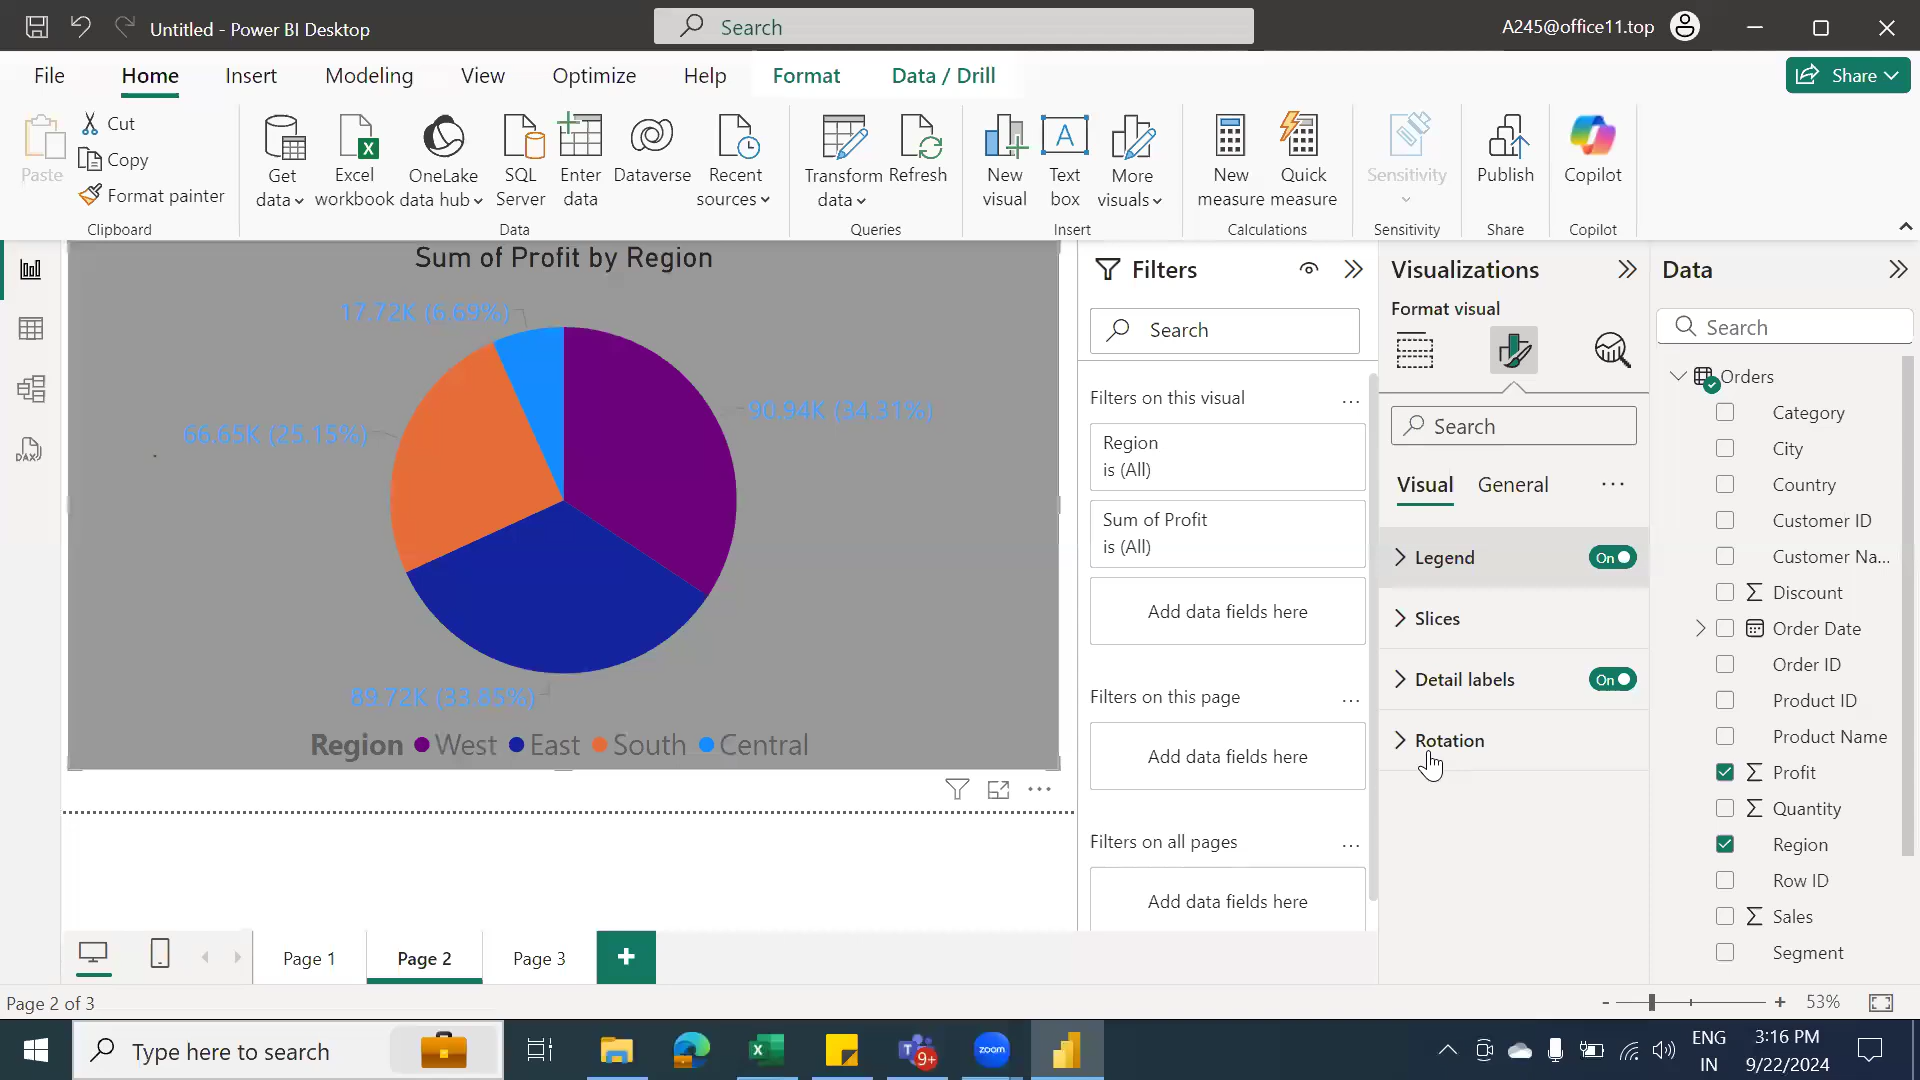 Untitled - Power BI Desktop
Search
A245@office11.top
File
Home
Insert
Modeling
View
Optimize
Help
Format
Data / Drill
Share
Paste
Cut
Copy
Format painter
Clipboard
Get data
Excel workbook
OneLake data hub
SQL Server
Enter data
Dataverse
Recent sources
Data
Transform data
Refresh
Queries
New visual
Text box
More visuals
Insert
New measure
Quick measure
Calculations
Sensitivity
Sensitivity
Publish
Share
Copilot
Copilot
DAX
Sum of Profit by Region
17.72K (6.69%)
90.94K (34.31%)
66.65K (25.15%)
89.72K (33.85%)
Region West East South Central
Filters
Search
Filters on this visual
Region
is (All)
Sum of Profit
is (All)
Add data fields here
Filters on this page
Add data fields here
Filters on all pages
Add data fields here
Visualizations
Format visual
Search
Visual
General
Legend
On
Slices
Detail labels
On
Rotation
Data
Search
Orders
Category
City
Country
Customer ID
Customer Na...
Discount
Order Date
Order ID
Product ID
Product Name
Profit
Quantity
Region
Row ID
Sales
Segment
Page 1
Page 2
Page 3
Page 2 of 3
53%
Type here to search
9+
zoom
ENG
IN
3:16 PM
9/22/2024